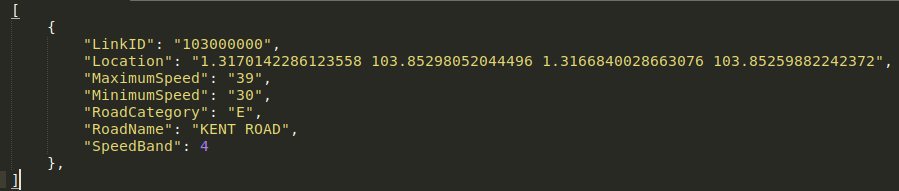 [
{
"LinkID": "103000000",
"Location": "1.3170142286123558 103.85298052044496 1.3166840028663076 103.85259882242372",
"MaximumSpeed": "39",
"MinimumSpeed": "30",
"RoadCategory": "E",
"RoadName": "KENT ROAD",
"SpeedBand": 4
},
]